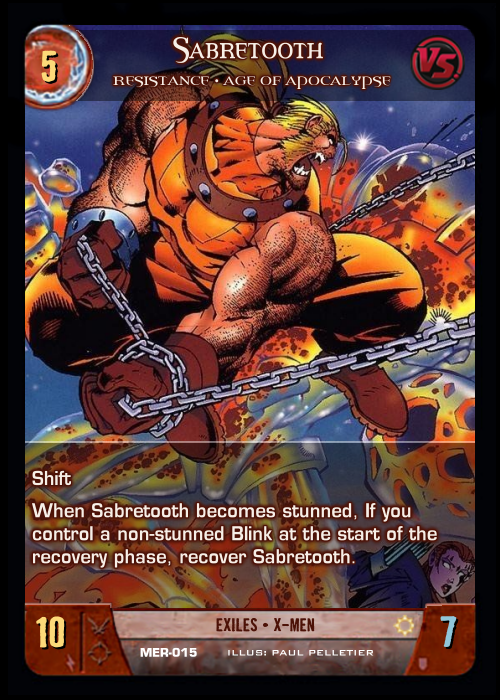 5
SABRETOOTH
VS
RESISTANCE • AGE OF APOCALYPSE
Shift
When Sabretooth becomes stunned, If you
control a non-stunned Blink at the start of the
recovery phase, recover Sabretooth.
10
EXILES • X-MEN
7
MER-015 ILLUS: PAUL PELLETIER